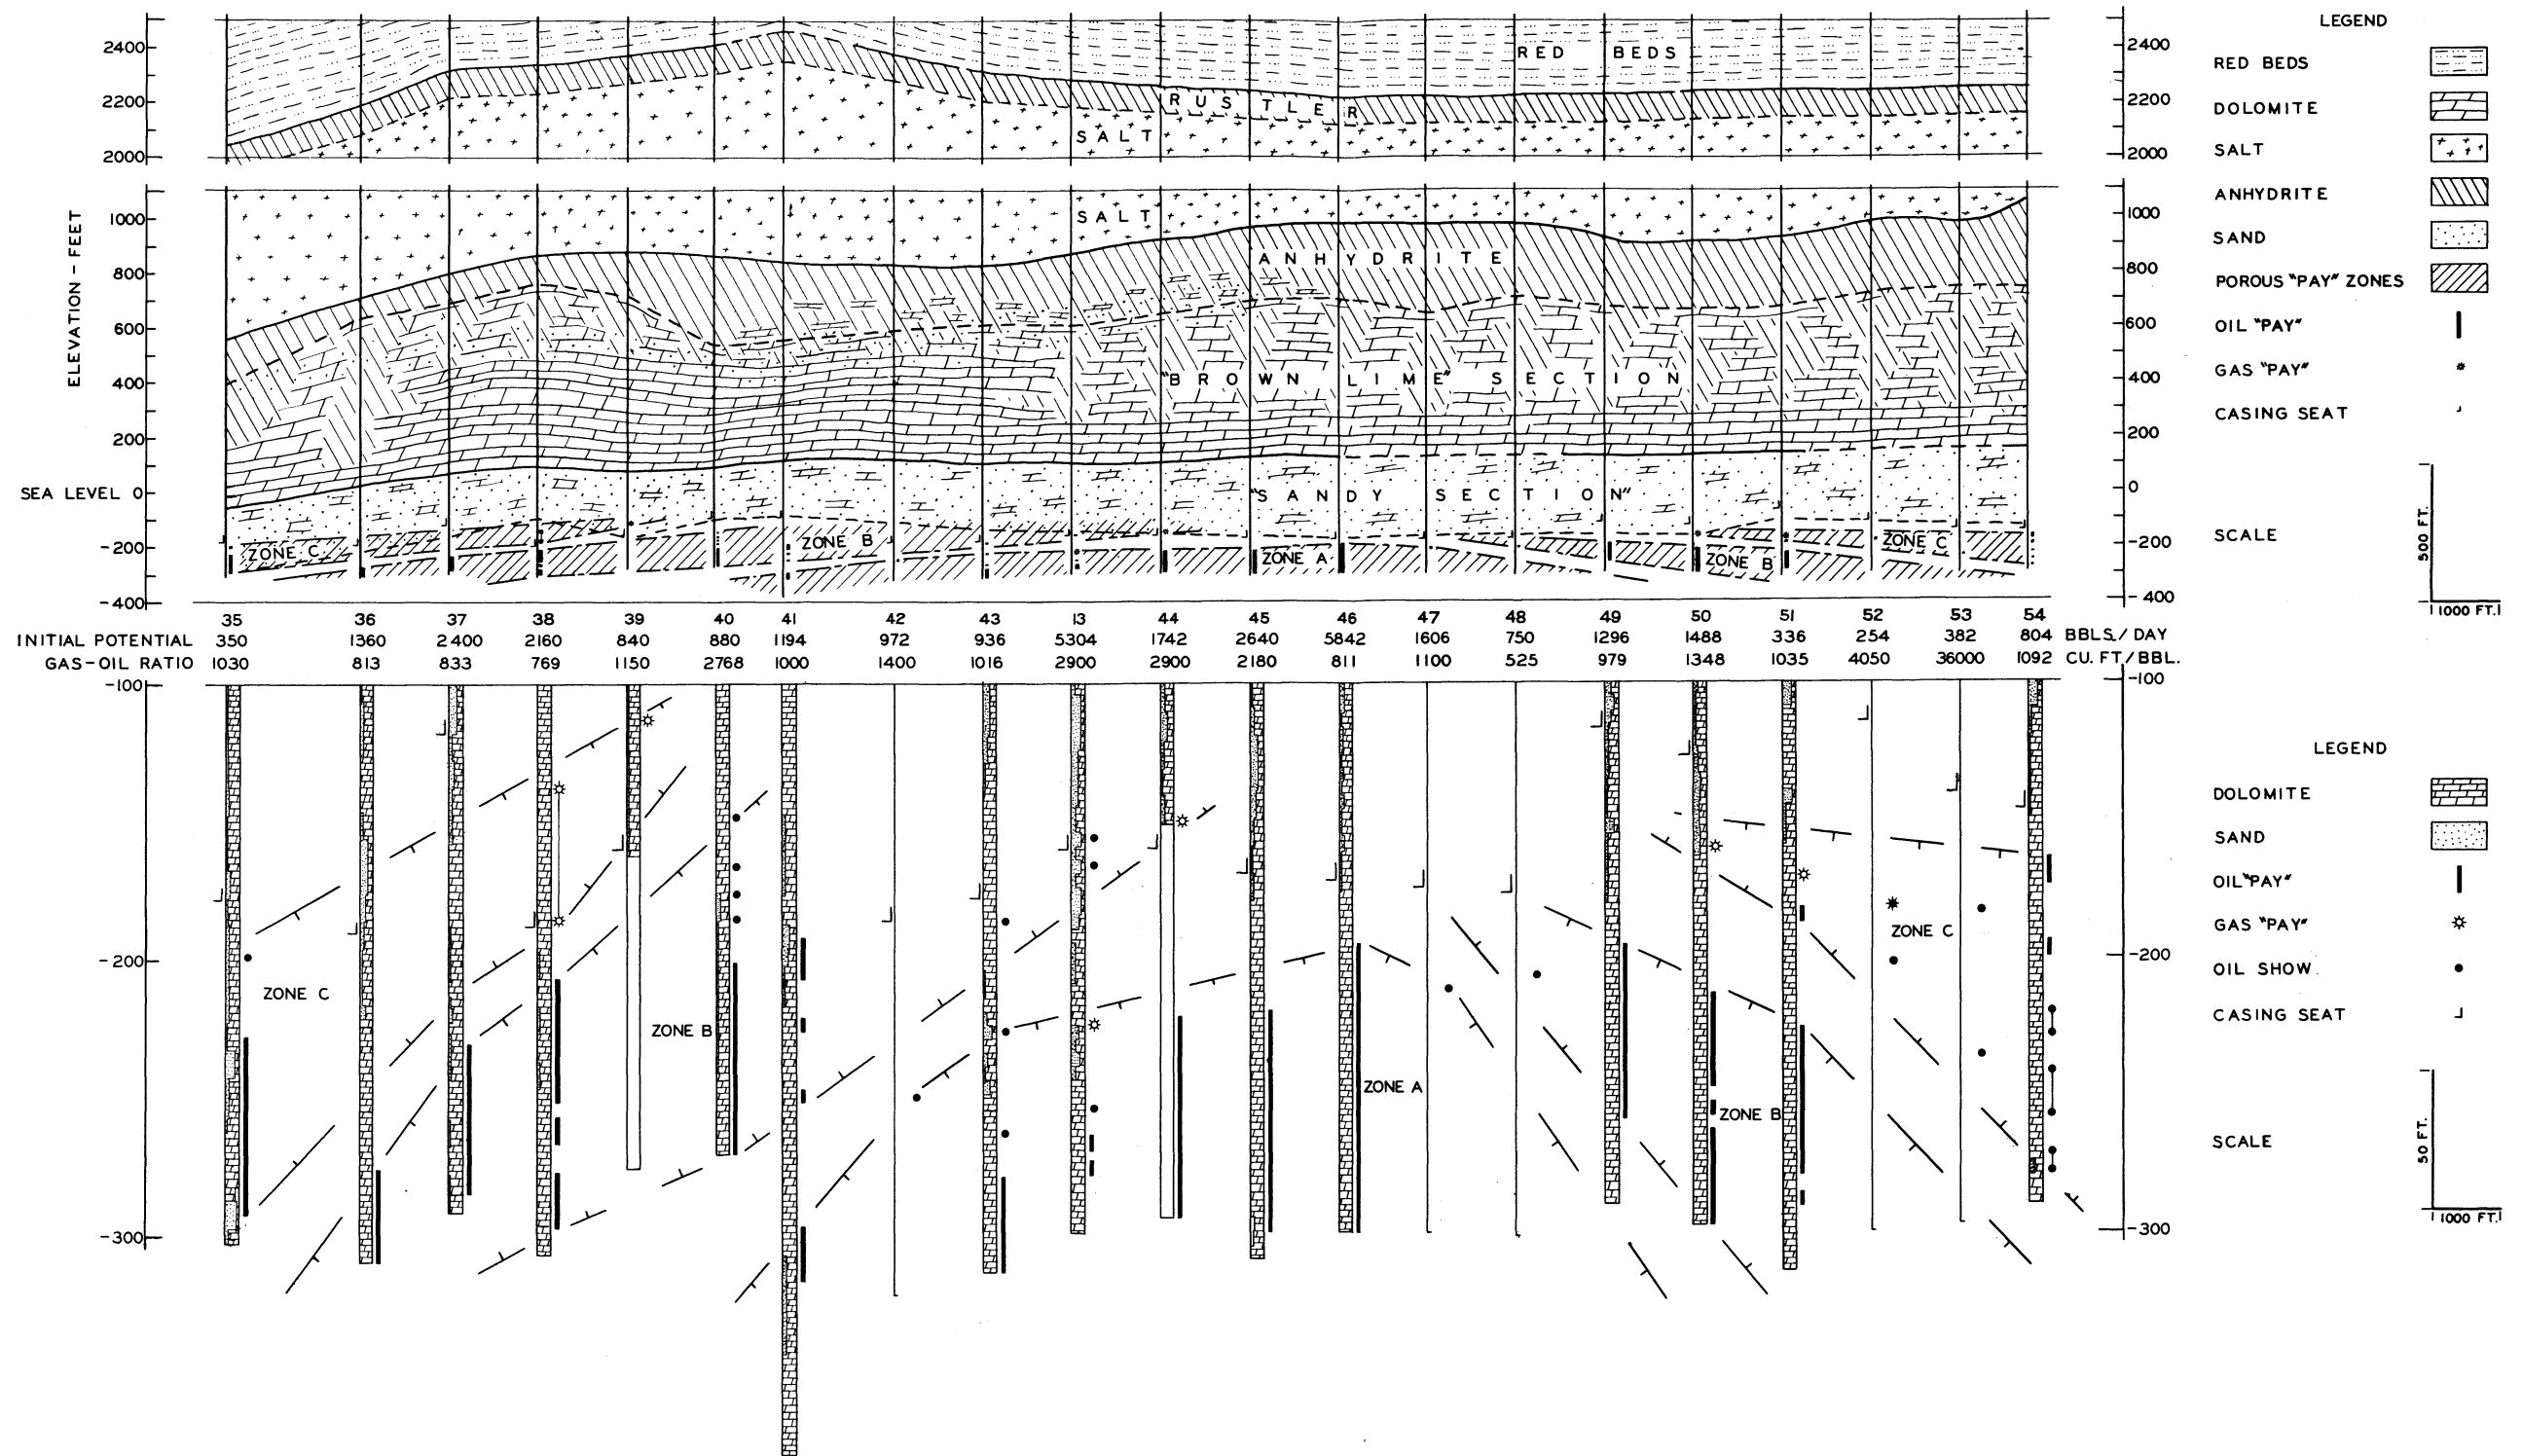 2400
2200
2000
RED BEDS
RUSTLER
SALT
2400
2200
2000
ELEVATION - FEET
1000
800
600
400
200
SEA LEVEL 0
-200
-400
SALT
ANHYDRITE
"BROWN LIME" SECTION
"SANDY SECTION"
ZONE C
ZONE B
ZONE A
ZONE B
ZONE C
1000
800
600
400
200
0
-200
-400
35 36 37 38 39 40 41 42 43 13 44 45 46 47 48 49 50 51 52 53 54
INITIAL POTENTIAL 350 1360 2400 2160 840 880 1194 972 936 5304 1742 2640 5842 1606 750 1296 1488 336 254 382 804 BBLS./DAY
GAS-OIL RATIO 1030 813 833 769 1150 2768 1000 1400 1016 2900 2900 2180 811 1100 525 979 1348 1035 4050 36000 1092 CU. FT/BBL.
-100
-200
-300
ZONE C
ZONE B
ZONE A
ZONE B
ZONE C
-100
-200
-300
LEGEND
RED BEDS
DOLOMITE
SALT
ANHYDRITE
SAND
POROUS "PAY" ZONES
OIL "PAY"
GAS "PAY"
CASING SEAT
SCALE
500 FT.
1000 FT.
LEGEND
DOLOMITE
SAND
OIL "PAY"
GAS "PAY"
OIL SHOW
CASING SEAT
SCALE
50 FT.
1000 FT.